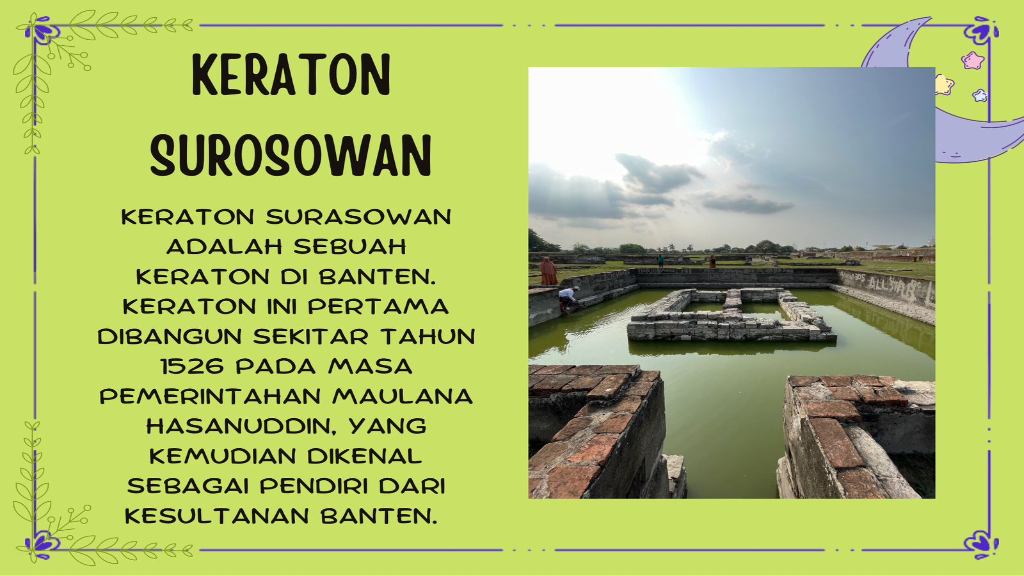 KERATON
SUROSOWAN
KERATON SURASOWAN
ADALAH SEBUAH
KERATON DI BANTEN.
KERATON INI PERTAMA
DIBANGUN SEKITAR TAHUN
1526 PADA MASA
PEMERINTAHAN MAULANA
HASANUDDIN, YANG
KEMUDIAN DIKENAL
SEBAGAI PENDIRI DARI
KESULTANAN BANTEN.